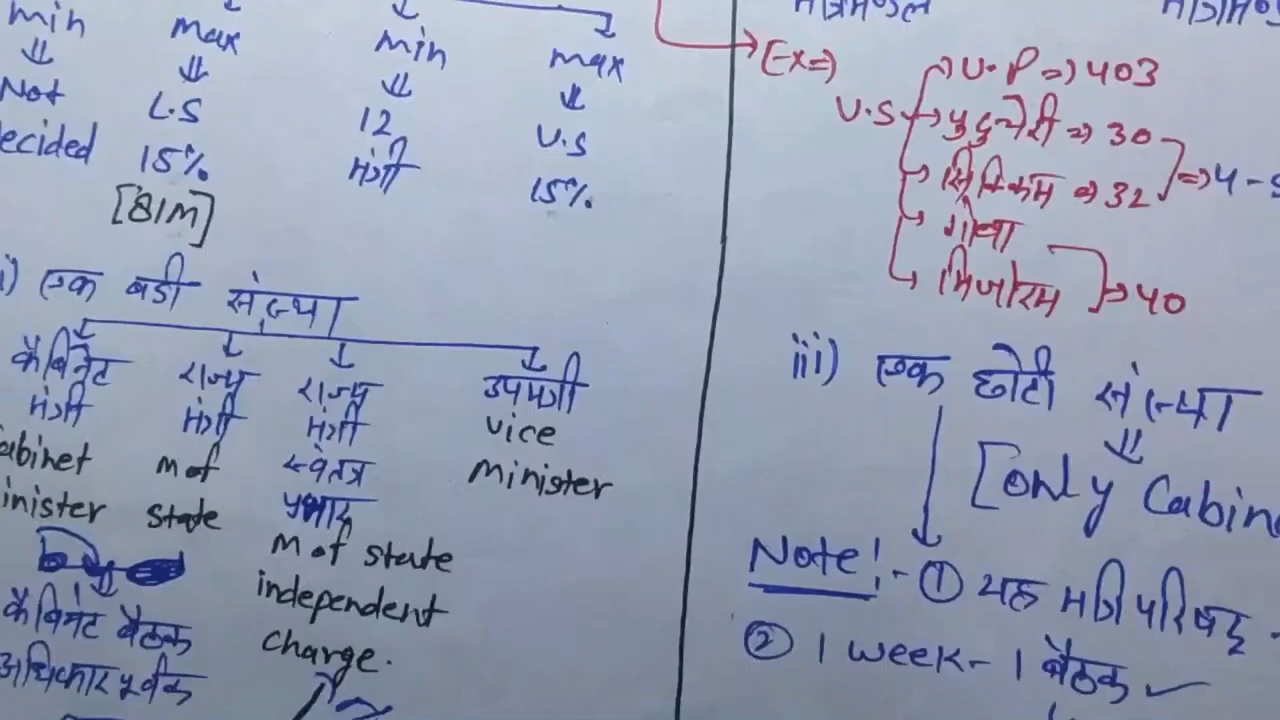 min max min max
Not L.S 12 V.S
ecided 15% मंत्री 15%
[81M]
i) एक बडी संख्या
कैबिनेट राज्य राज्य उपमंत्री
मंत्री मंत्री मंत्री vice
abinet M of स्वतंत्र minister
inister state प्रभार
M of state
independent
charge.
कैबिनेट बैठक
अधिकार पूर्वक
[Ex⇒)
V.S → U.P ⇒ 403
→ पुदुचेरी ⇒ 30
→ सिक्किम ⇒ 32 ] ⇒ 4 -
→ गोवा
→ मिजोरम ] → 40
iii) एक छोटी संख्या
[only Cabin
Note!- ① यह मंत्रिपरिषद्
② 1 week - 1 बैठक ✓